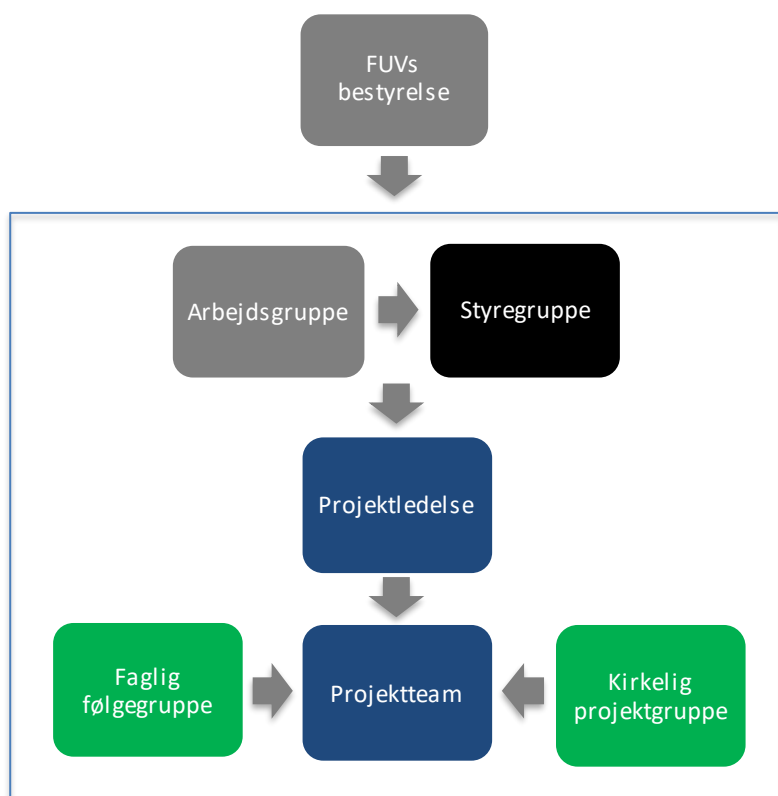 FUVs
bestyrelse
Arbejdsgruppe
Styregruppe
Projektledelse
Faglig
følgegruppe
Projektteam
Kirkelig
projektgruppe